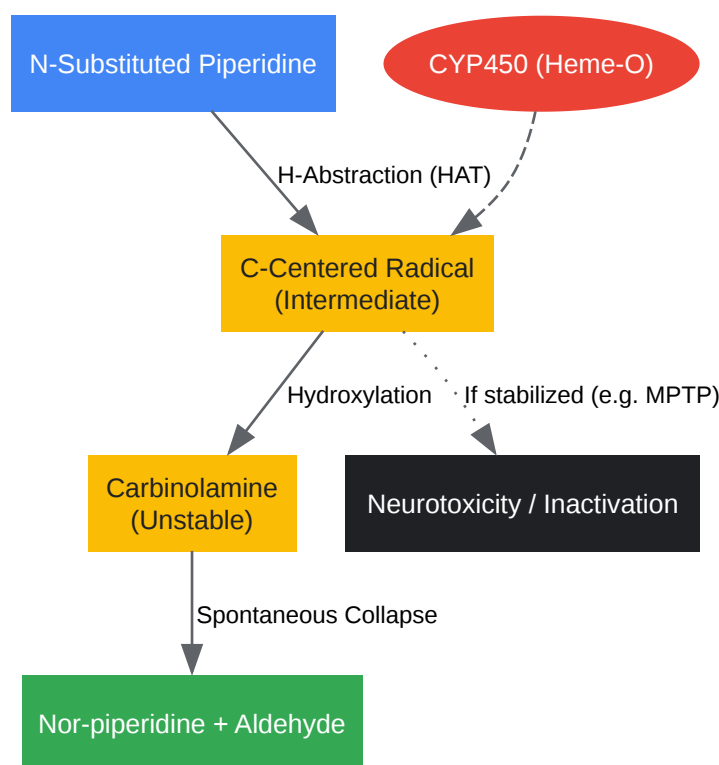 N-Substituted Piperidine
CYP450 (Heme-O)
H-Abstraction (HAT)
C-Centered Radical
(Intermediate)
Hydroxylation
If stabilized (e.g. MPTP)
Carbinolamine
(Unstable)
Neurotoxicity / Inactivation
Spontaneous Collapse
Nor-piperidine + Aldehyde